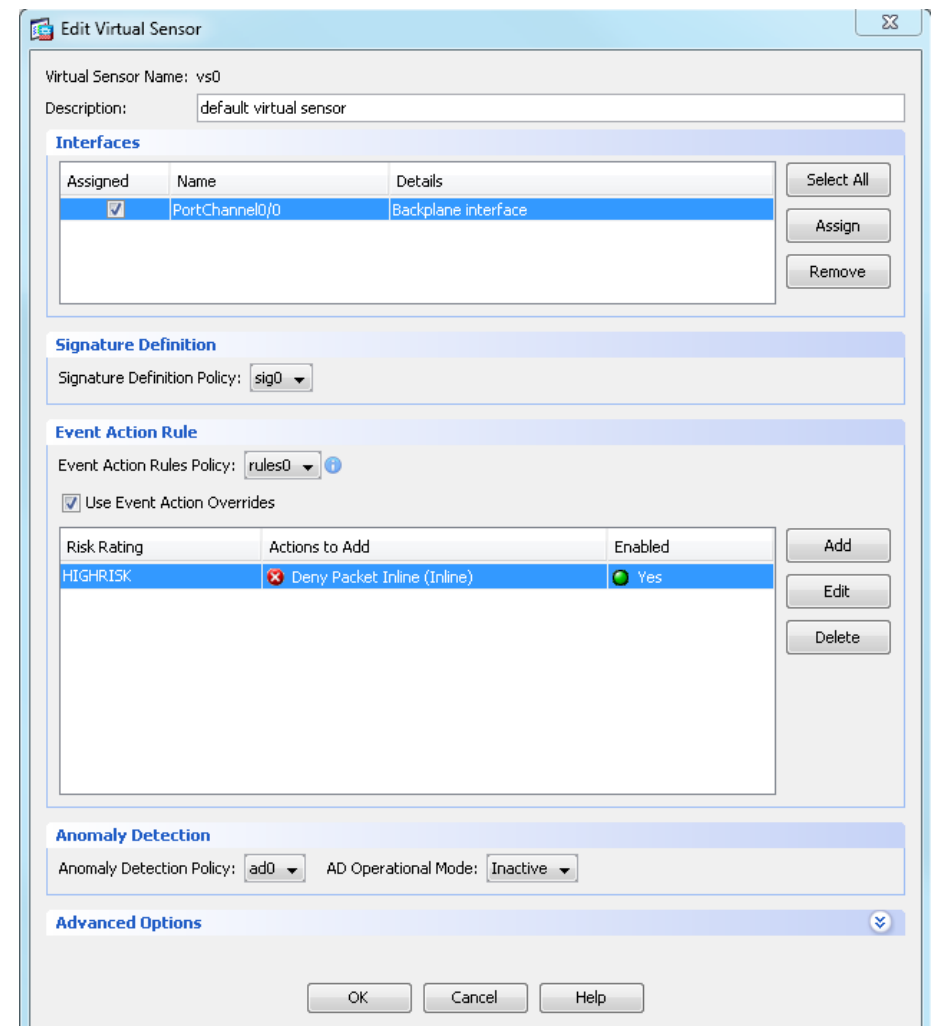 Edit Virtual Sensor
Virtual Sensor Name: vs0
Description: default virtual sensor
Interfaces
Assigned Name Details
PortChannel0/0 Backplane interface
Select All
Assign
Remove
Signature Definition
Signature Definition Policy: sig0
Event Action Rule
Event Action Rules Policy: rules0
Use Event Action Overrides
Risk Rating Actions to Add Enabled
HIGHRISK Deny Packet Inline (Inline) Yes
Add
Edit
Delete
Anomaly Detection
Anomaly Detection Policy: ad0 AD Operational Mode: Inactive
Advanced Options
OK Cancel Help